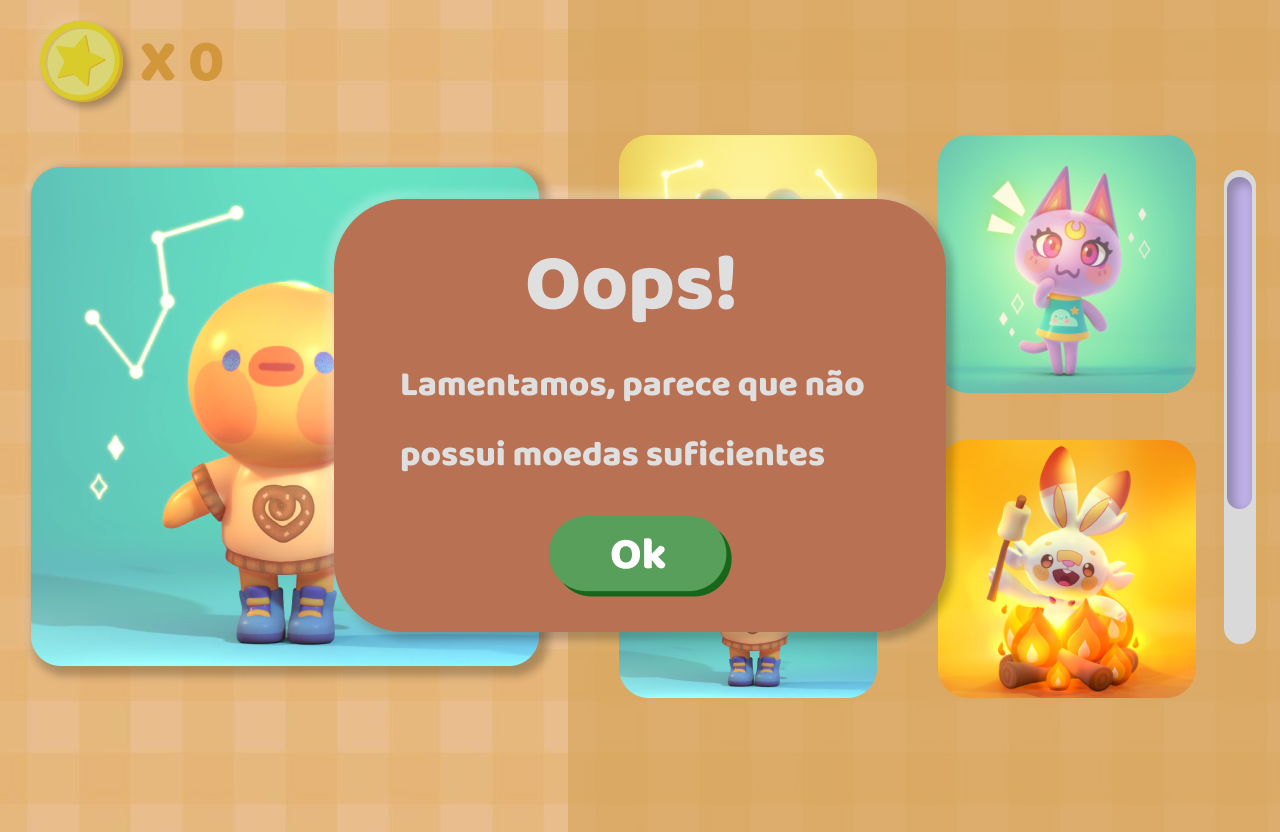 X 0
Oops!
Lamentamos, parece que não
possui moedas suficientes
Ok